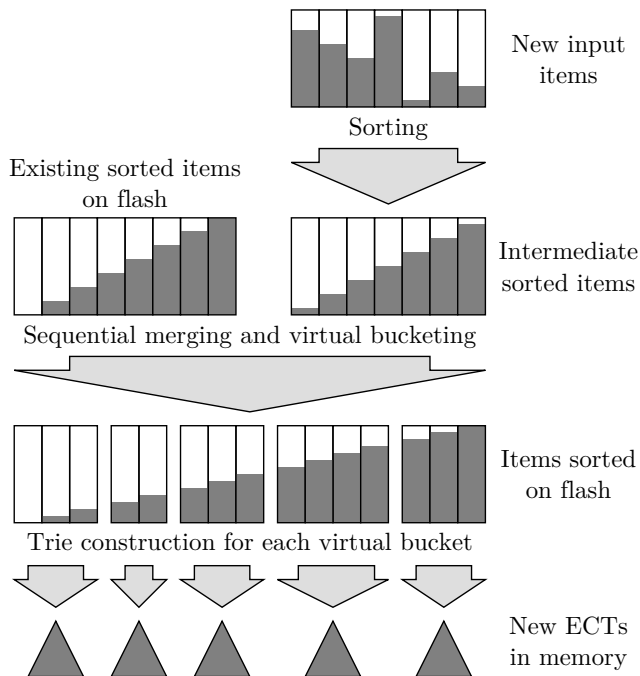 New input
items
Sorting
Existing sorted items
on flash
Intermediate
sorted items
Sequential merging and virtual bucketing
Items sorted
on flash
Trie construction for each virtual bucket
New ECTs
in memory